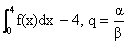 ∫₀⁴ f(x)dx − 4, q = α/β